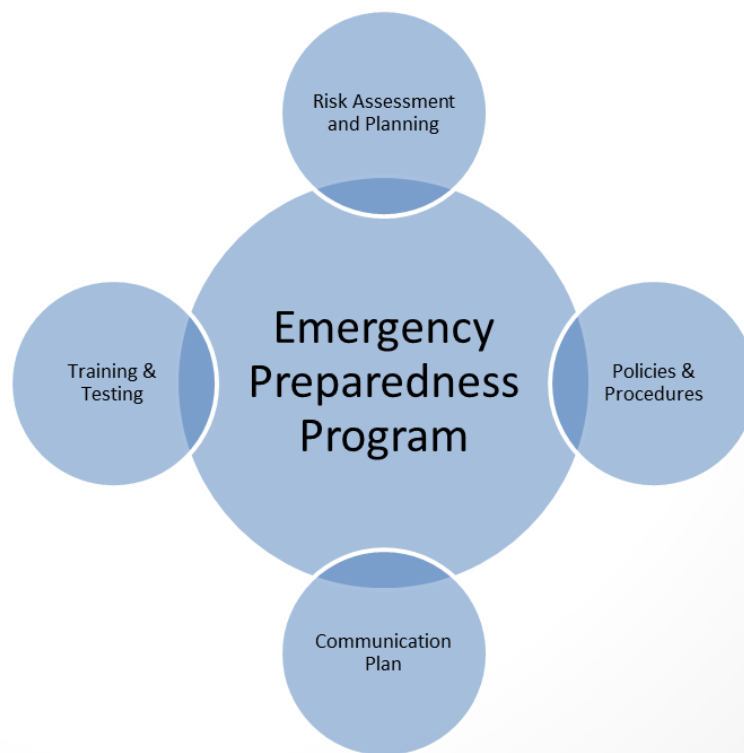 Risk Assessment
and Planning
Emergency
Preparedness
Program
Training &
Testing
Policies &
Procedures
Communication
Plan